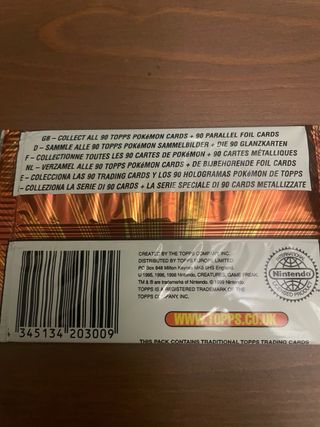 GB - COLLECT ALL 90 TOPPS POKéMON CARDS + 90 PARALLEL FOIL CARDS
D - SAMMLE ALLE 90 TOPPS POKéMON SAMMELBILDER + DIE 90 GLANZKARTEN
F - COLLECTIONNE TOUTES LES 90 CARTES DE POKéMON + 90 CARTES MÉTALLIQUES
NL - VERZAMEL ALLE 90 TOPPS POKéMON CARDS + DE BIJBEHORENDE FOIL CARDS
E - COLECCIONA LAS 90 TRADING CARDS Y LOS 90 HOLOGRAMAS POKéMON DE TOPPS
- COLLEZIONA LA SERIE DI 90 CARDS + LA SERIE SPECIALE DI 90 CARDS METALLIZZATE
CREATED BY THE TOPPS COMPANY, INC.
DISTRIBUTED BY TOPPS EUROPE LIMITED
PO Box 948 Milton Keynes England.
© 1995, 1996, 1998 Nintendo, CREATURES, GAME FREAK.
TM & ® are trademarks of Nintendo. © 1999 Nintendo.
TOPPS IS A REGISTERED TRADEMARK OF THE
TOPPS COMPANY, INC.
Nintendo
345134 203009
WWW.TOPPS.CO.UK
THIS PACK CONTAINS TRADITIONAL TOPPS TRADING CARDS